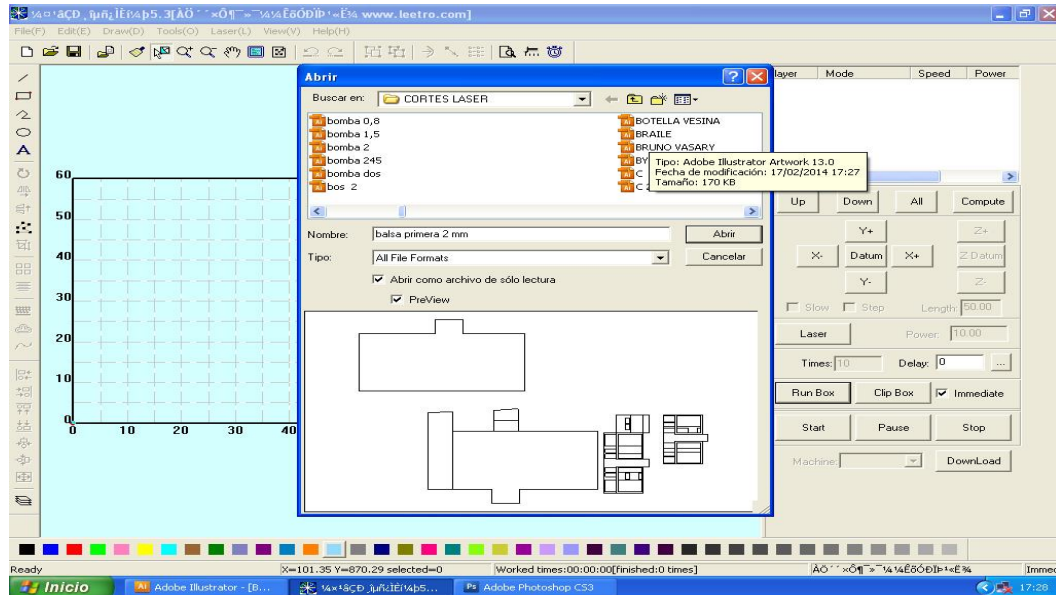 www.leetro.com]
File(F) Edit(E) Draw(D) Tools(O) Laser(L) View(V) Help(H)
Abrir
Buscar en: CORTES LASER
bomba 0,8
bomba 1,5
bomba 2
bomba 245
bomba dos
bos 2
BOTELLA VESINA
BRAILE
BRUNO VASARY
BY
C
C 2
Tipo: Adobe Illustrator Artwork 13.0
Fecha de modificación: 17/02/2014 17:27
Tamaño: 170 KB
Nombre: balsa primera 2 mm Abrir
Tipo: All File Formats Cancelar
Abrir como archivo de sólo lectura
PreView
layer Mode Speed Power
Up Down All Compute
Y+ Z+
X- Datum X+ Z Datum
Y- Z-
Slow Step Length: 50.00
Laser Power: 10.00
Times: 10 Delay: 0 ...
Run Box Clip Box Immediate
Start Pause Stop
Machine: DownLoad
60
50
40
30
20
10
0
0 10 20 30 40
Ready X=101.35 Y=870.29 selected=0 Worked times:00:00:00[finished:0 times] Immed
Inicio Adobe Illustrator - [B... Adobe Photoshop CS3 17:28